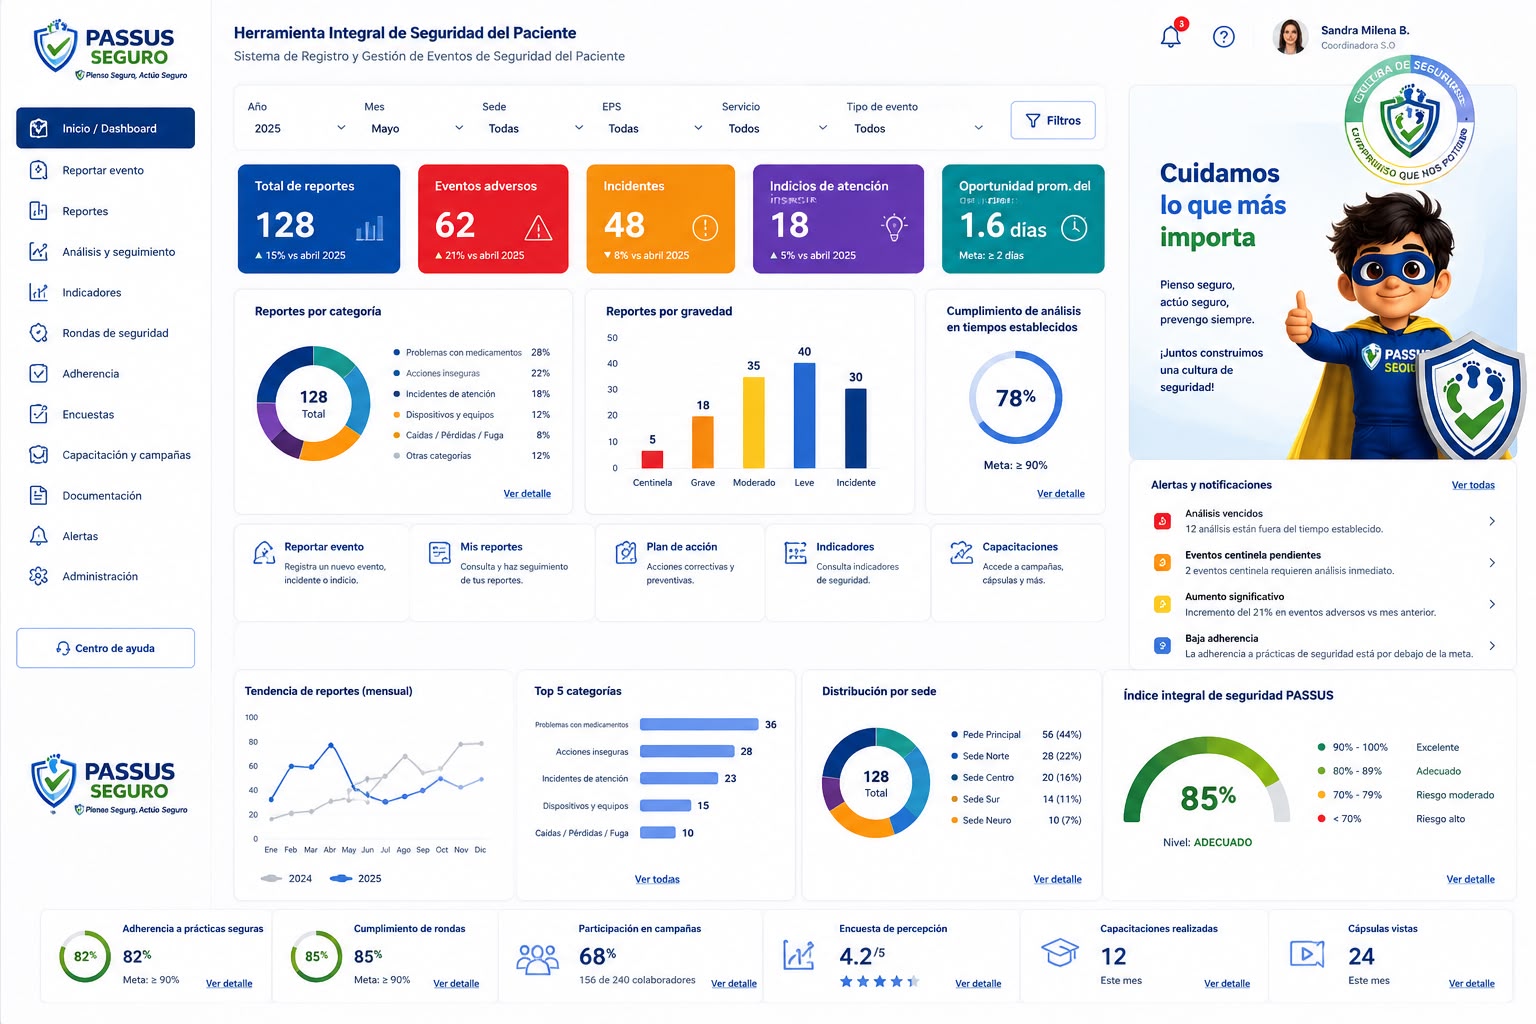 PASSUS
SEGURO
Pienso Seguro, Actúo Seguro
Inicio / Dashboard
Reportar evento
Reportes
Análisis y seguimiento
Indicadores
Rondas de seguridad
Adherencia
Encuestas
Capacitación y campañas
Documentación
Alertas
Administración
Centro de ayuda
PASSUS
SEGURO
Herramienta Integral de Seguridad del Paciente
Sistema de Registro y Gestión de Eventos de Seguridad del Paciente
3
?
Sandra Milena B.
Coordinadora S.O
Año
2025
Mes
Mayo
Sede
Todas
EPS
Todas
Servicio
Todos
Tipo de evento
Todos
Filtros
Total de reportes
128
▲ 15% vs abril 2025
Eventos adversos
62
▲ 21% vs abril 2025
Incidentes
48
▼ 8% vs abril 2025
Indicios de atención
18
▲ 5% vs abril 2025
Oportunidad prom. del
1.6 días
Meta: ≥ 2 días
Reportes por categoría
128
Total
Problemas con medicamentos 28%
Acciones inseguras 22%
Incidentes de atención 18%
Dispositivos y equipos 12%
Caídas / Pérdidas / Fuga 8%
Otras categorías 12%
Ver detalle
Reportes por gravedad
50
40
30
20
10
0
5
18
35
40
30
Centinela
Grave
Moderado
Leve
Incidente
Cumplimiento de análisis
en tiempos establecidos
78%
Meta: ≥ 90%
Ver detalle
CULTURA DE SEGURIDAD
QUE NOS
Cuidamos
lo que más
importa
Pienso seguro,
actúo seguro,
prevengo siempre.
¡Juntos construimos
una cultura de
seguridad!
PASSUS
Reportar evento
Registra un nuevo evento,
incidente o indicio.
Mis reportes
Consulta y haz seguimiento
de tus reportes.
Plan de acción
Acciones correctivas y
preventivas.
Indicadores
Consulta indicadores
de seguridad.
Capacitaciones
Accede a campañas,
cápsulas y más.
Alertas y notificaciones
Ver todas
Análisis vencidos
12 análisis están fuera del tiempo establecido.
Eventos centinela pendientes
2 eventos centinela requieren análisis inmediato.
Aumento significativo
Incremento del 21% en eventos adversos vs mes anterior.
Baja adherencia
La adherencia a prácticas de seguridad está por debajo de la meta.
Tendencia de reportes (mensual)
100
80
60
40
20
0
Ene Feb Mar Abr May Jun Jul Ago Sep Oct Nov Dic
2024
2025
Top 5 categorías
Problemas con medicamentos 36
Acciones inseguras 28
Incidentes de atención 23
Dispositivos y equipos 15
Caídas / Pérdidas / Fuga 10
Ver todas
Distribución por sede
128
Total
Pede Principal 56 (44%)
Sede Norte 28 (22%)
Sede Centro 20 (16%)
Sede Sur 14 (11%)
Sede Neuro 10 (7%)
Ver detalle
Índice integral de seguridad PASSUS
85%
Nivel: ADECUADO
90% - 100% Excelente
80% - 89% Adecuado
70% - 79% Riesgo moderado
< 70% Riesgo alto
Ver detalle
82%
Adherencia a prácticas seguras
82%
Meta: ≥ 90%
Ver detalle
85%
Cumplimiento de rondas
85%
Meta: ≥ 90%
Ver detalle
Participación en campañas
68%
156 de 240 colaboradores
Ver detalle
Encuesta de percepción
4.2/5
Ver detalle
Capacitaciones realizadas
12
Este mes
Ver detalle
Cápsulas vistas
24
Este mes
Ver detalle